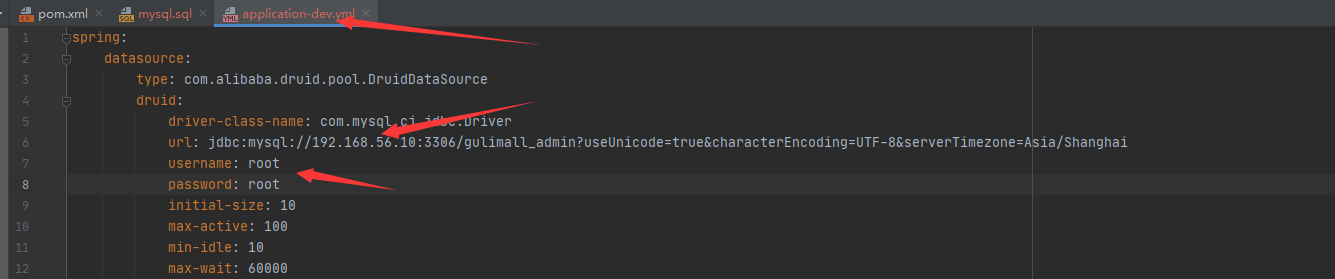 pom.xml mysql.sql application-dev.yml
1 spring:
2 datasource:
3 type: com.alibaba.druid.pool.DruidDataSource
4 druid:
5 driver-class-name: com.mysql.cj.jdbc.Driver
6 url: jdbc:mysql://192.168.56.10:3306/gulimall_admin?useUnicode=true&characterEncoding=UTF-8&serverTimezone=Asia/Shanghai
7 username: root
8 password: root
9 initial-size: 10
10 max-active: 100
11 min-idle: 10
12 max-wait: 60000